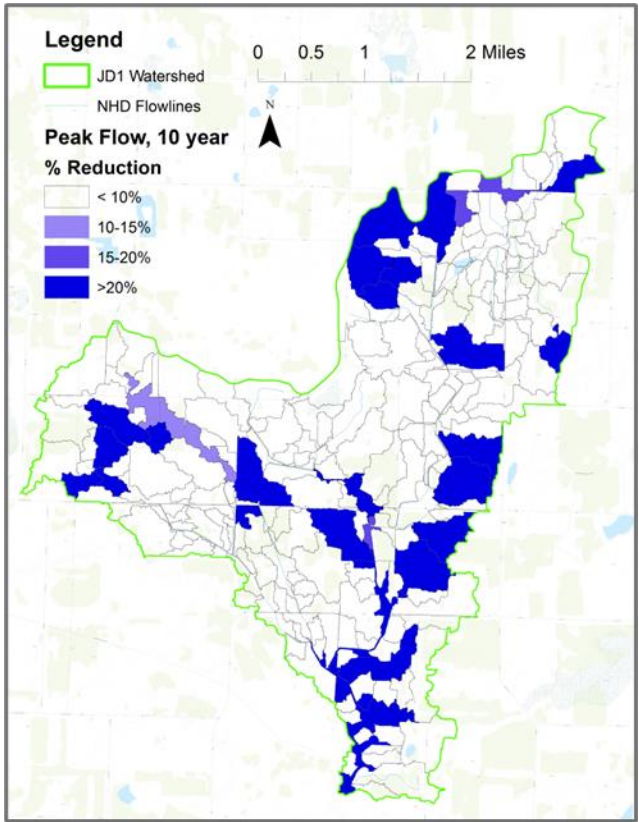 Legend
JD1 Watershed
NHD Flowlines
0 0.5 1 2 Miles
N
Peak Flow, 10 year
% Reduction
< 10%
10-15%
15-20%
>20%